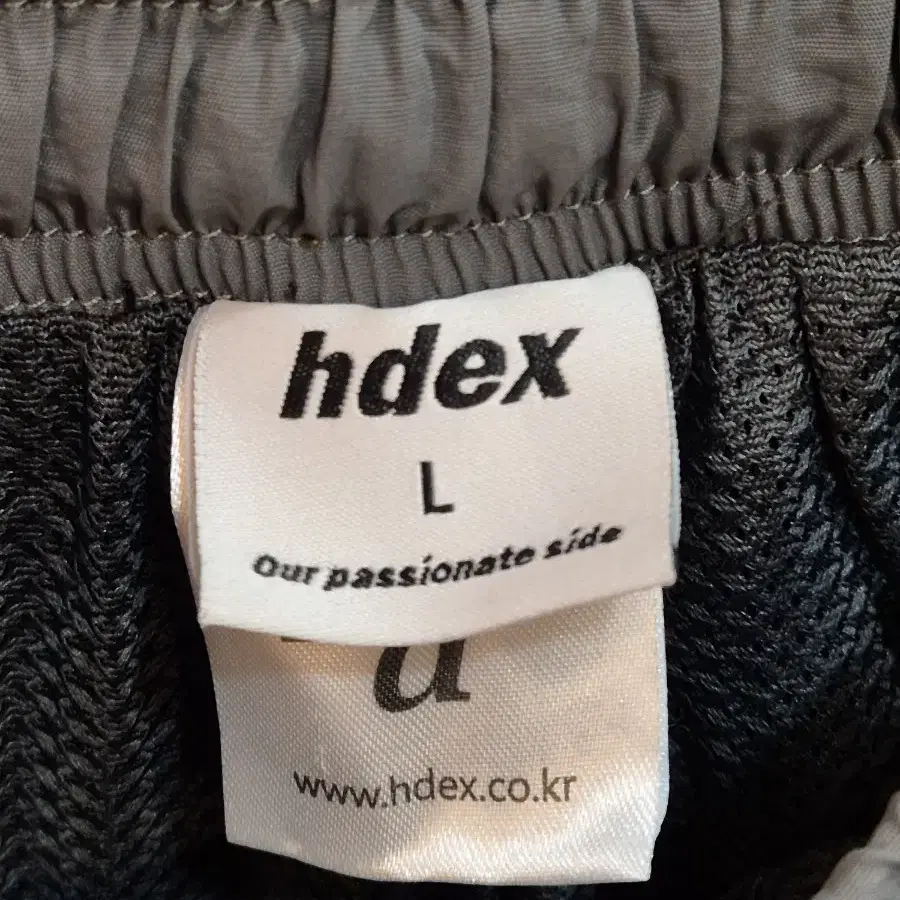 hdex
L
Our passionate side
www.hdex.co.kr